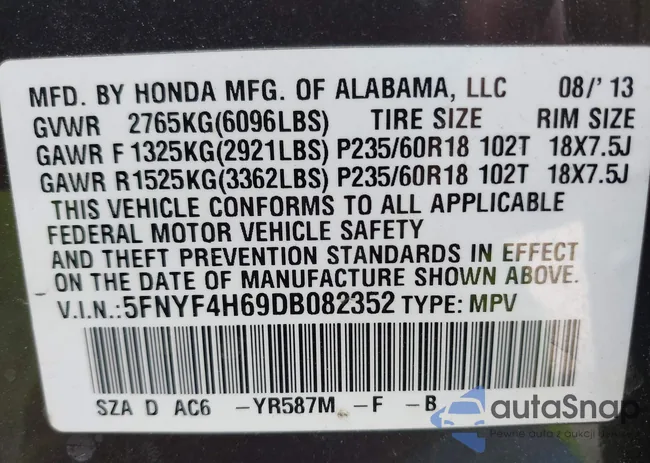 MFD. BY HONDA MFG. OF ALABAMA, LLC 08/'13
GVWR 2765KG(6096LBS) TIRE SIZE RIM SIZE
GAWR F 1325KG(2921LBS) P235/60R18 102T 18X7.5J
GAWR R 1525KG(3362LBS) P235/60R18 102T 18X7.5J
THIS VEHICLE CONFORMS TO ALL APPLICABLE
FEDERAL MOTOR VEHICLE SAFETY
AND THEFT PREVENTION STANDARDS IN EFFECT
ON THE DATE OF MANUFACTURE SHOWN ABOVE.
V.I.N.:5FNYF4H69DB082352 TYPE: MPV
SZA D AC6 -YR587M -F -B
autaSnap
Pewne auta z aukcji